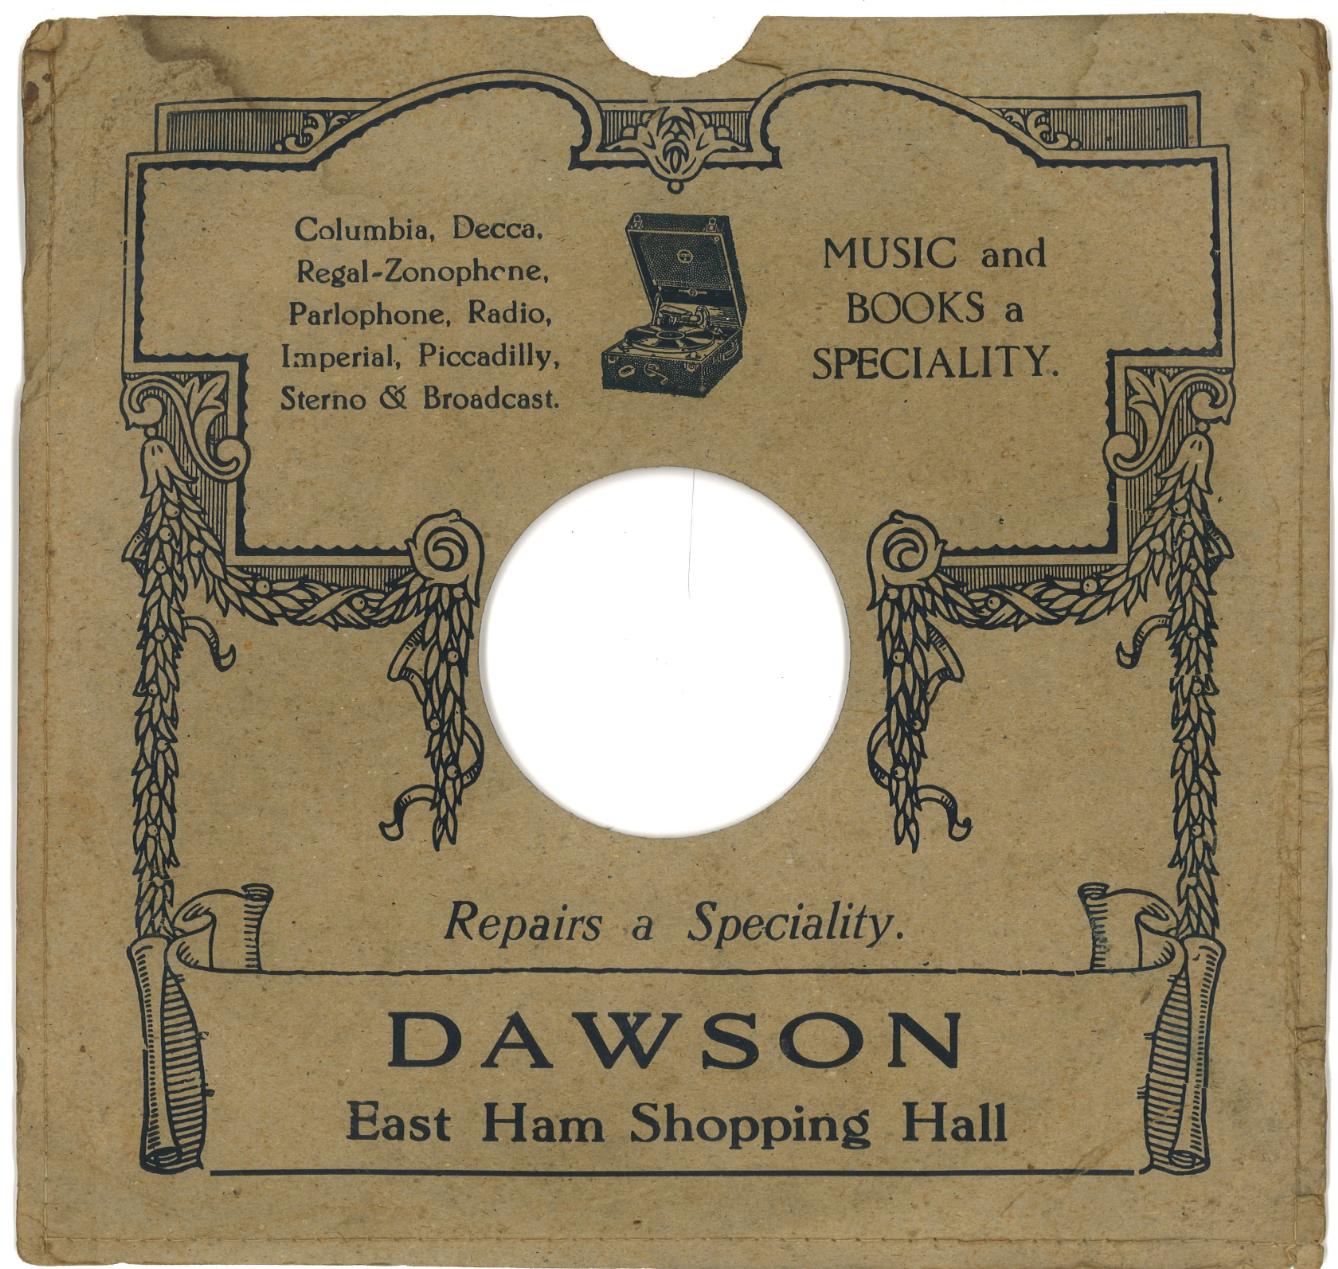 Columbia, Decca,
Regal-Zonophone,
Parlophone, Radio,
Imperial, Piccadilly,
Sterno & Broadcast.
MUSIC and
BOOKS a
SPECIALITY.
Repairs a Speciality.
DAWSON
East Ham Shopping Hall